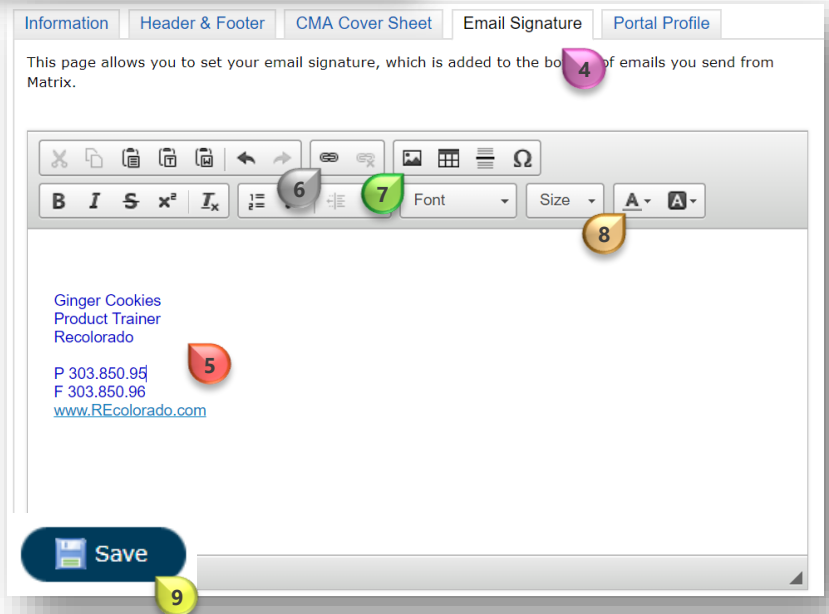 Information Header & Footer CMA Cover Sheet Email Signature Portal Profile
This page allows you to set your email signature, which is added to the bo of emails you send from
Matrix.
4
B I S x² Tx Font Size A A
6
7
8
Ginger Cookies
Product Trainer
Recolorado
5
P 303.850.95
F 303.850.96
www.REcolorado.com
Save
9